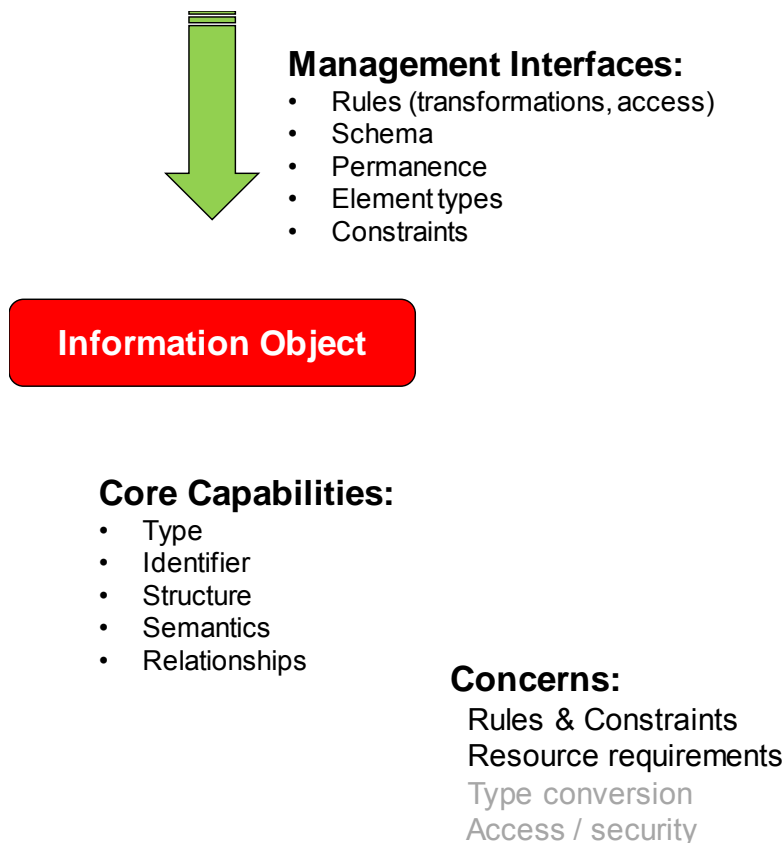 Management Interfaces:
• Rules (transformations, access)
• Schema
• Permanence
• Element types
• Constraints
Information Object
Core Capabilities:
• Type
• Identifier
• Structure
• Semantics
• Relationships
Concerns:
Rules & Constraints
Resource requirements
Type conversion
Access / security